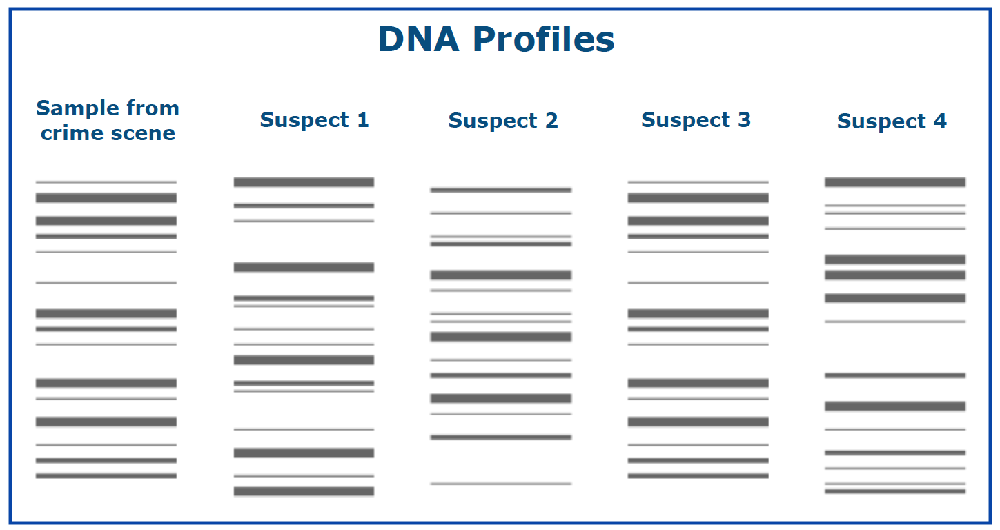 DNA Profiles
Sample from
crime scene
Suspect 1
Suspect 2
Suspect 3
Suspect 4